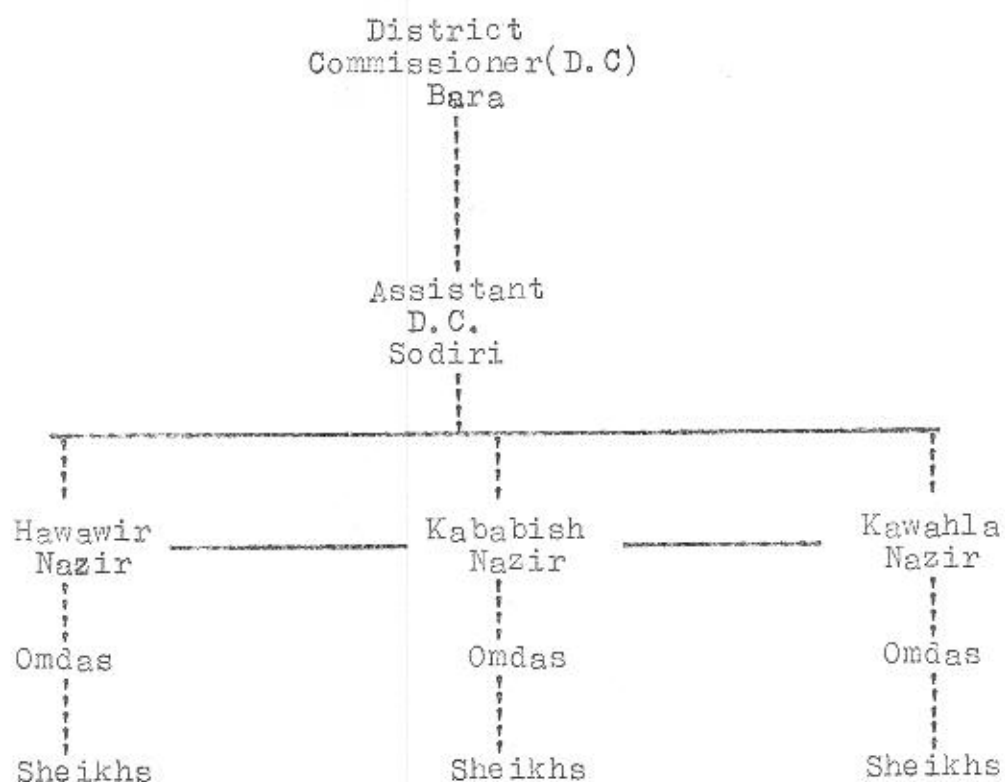 District
Commissioner(D.C)
Bara
Assistant
D.C.
Sodiri
Hawawir
Nazir
Kababish
Nazir
Kawahla
Nazir
Omdas
Omdas
Omdas
Sheikhs
Sheikhs
Sheikhs